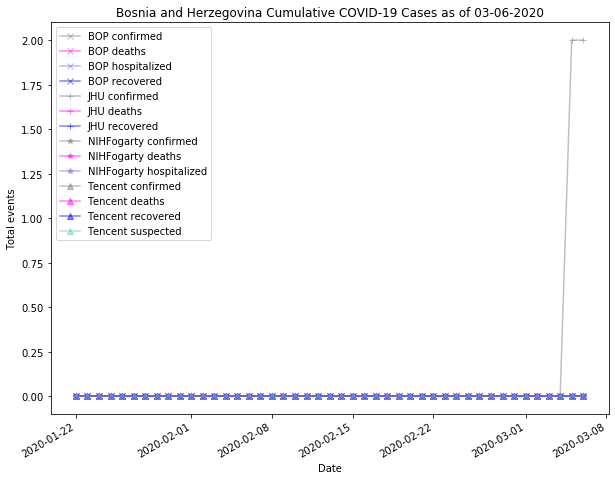 Bosnia and Herzegovina Cumulative COVID-19 Cases as of 03-06-2020
2.00
1.75
1.50
1.25
1.00
0.75
0.50
0.25
0.00
Total events
BOP confirmed
BOP deaths
BOP hospitalized
BOP recovered
JHU confirmed
JHU deaths
JHU recovered
NIHFogarty confirmed
NIHFogarty deaths
NIHFogarty hospitalized
Tencent confirmed
Tencent deaths
Tencent recovered
Tencent suspected
2020-01-22
2020-02-01
2020-02-08
2020-02-15
2020-02-22
2020-03-01
2020-03-08
Date